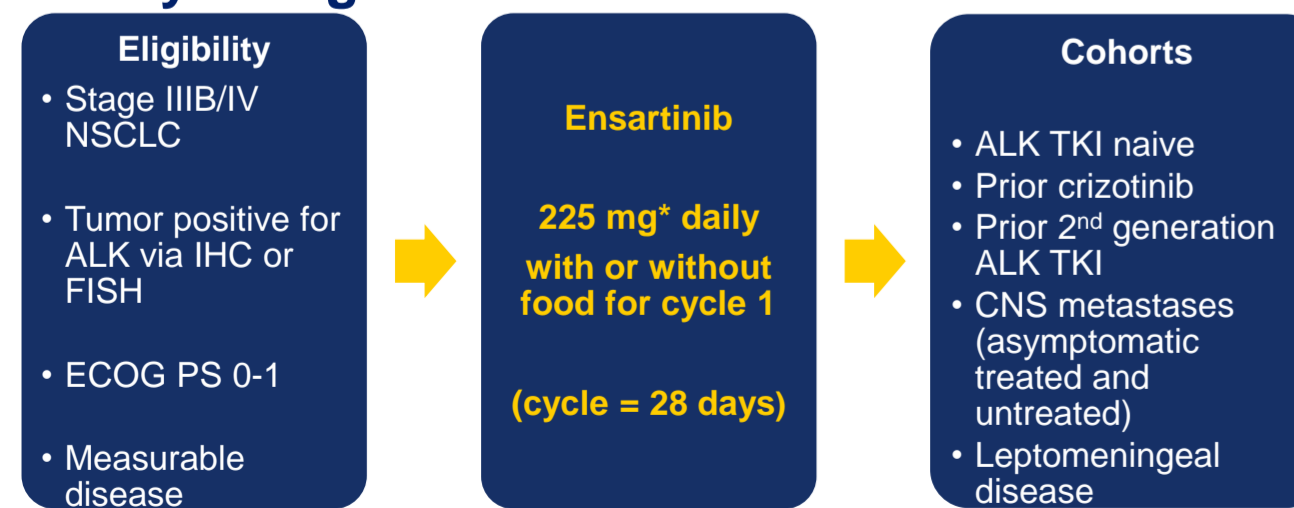 Eligibility
• Stage IIIB/IV
NSCLC
• Tumor positive for
ALK via IHC or
FISH
• ECOG PS 0-1
• Measurable
disease
Ensartinib
225 mg* daily
with or without
food for cycle 1
(cycle = 28 days)
Cohorts
• ALK TKI naive
• Prior crizotinib
• Prior 2nd generation
ALK TKI
• CNS metastases
(asymptomatic
treated and
untreated)
• Leptomeningeal
disease